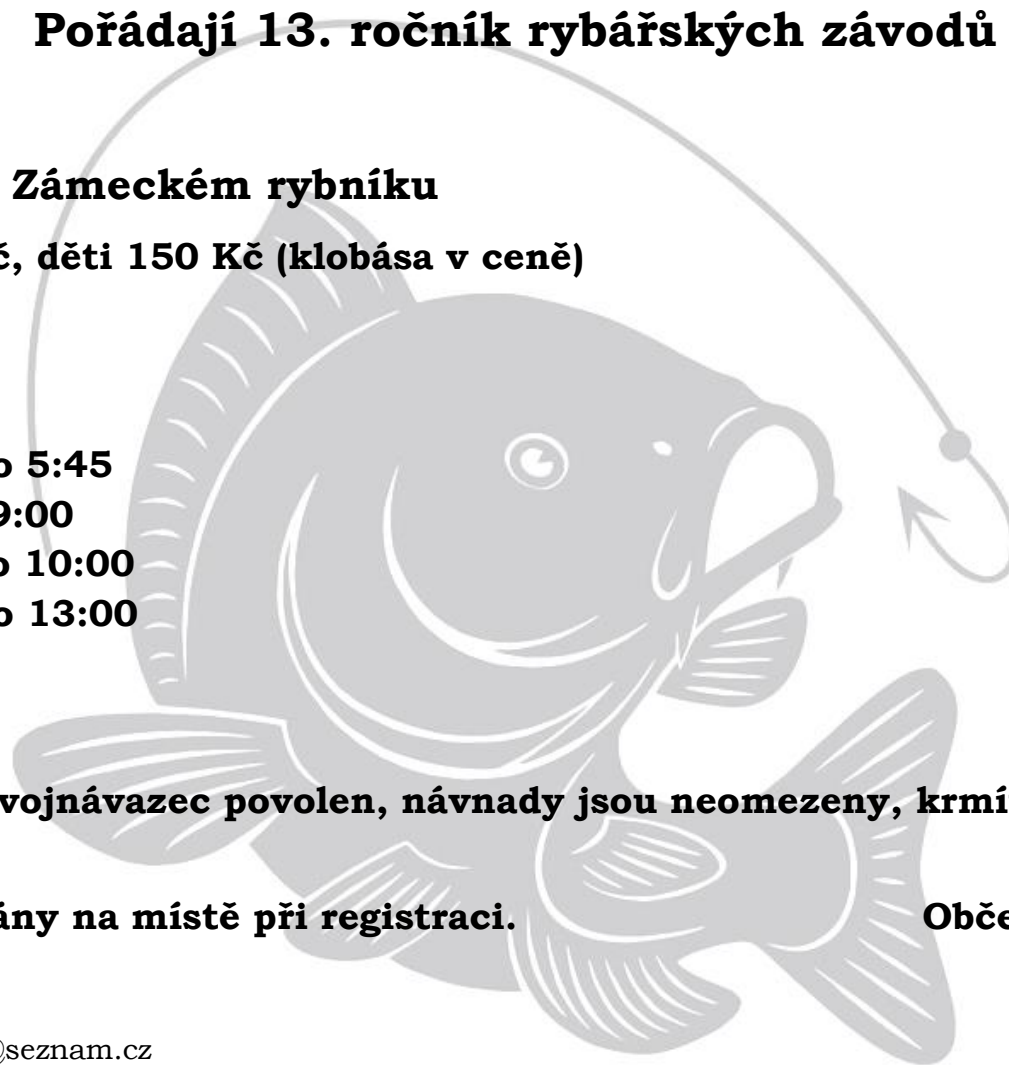 Pořádají 13. ročník rybářských závodů
Zámeckém rybníku
č, děti 150 Kč (klobása v ceně)
o 5:45
9:00
o 10:00
o 13:00
vojnávazec povolen, návnady jsou neomezeny, krmí
ány na místě při registraci. Obče
@seznam.cz